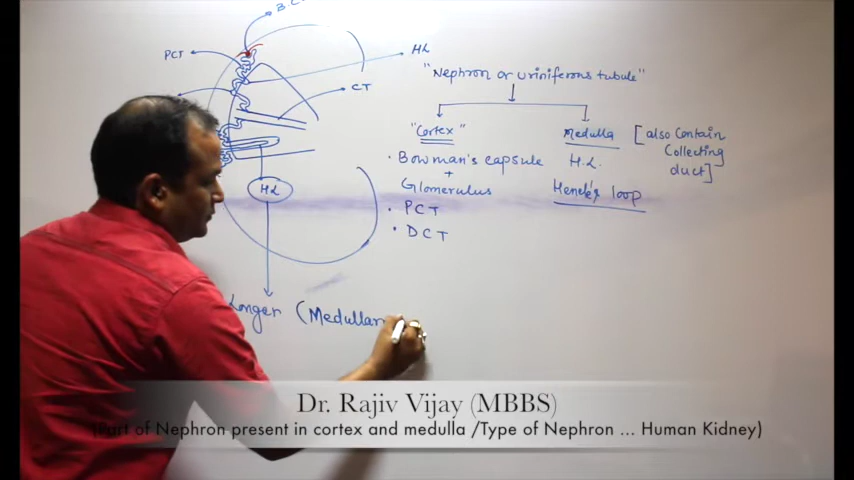 B.C
PCT
HL
CT
"Nephron or uriniferous tubule"
"Cortex"
• Bowman's capsule
+
Glomerulus
• PCT
• DCT
Medulla
[also contain
Collecting
duct]
H.L.
Henele's loop
HL
Longer (Medullar
Dr. Rajiv Vijay (MBBS)
(Part of Nephron present in cortex and medulla /Type of Nephron ... Human Kidney)